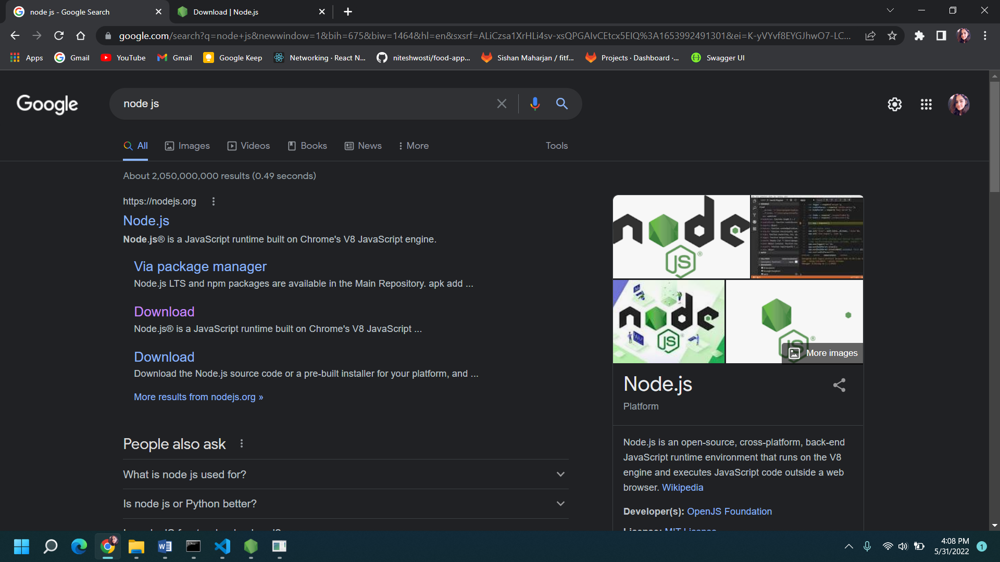 node js - Google Search
Download | Node.js
google.com/search?q=node+js&newwindow=1&bih=675&biw=1464&hl=en&sxsrf=ALiCzsa1XrHLi4sv-xsQPGAIvCEtcx5EIQ%3A1653992491301&ei=K-yVYvf8EYGJhwO7-LC...
Apps
Gmail
YouTube
Gmail
Google Keep
Networking · React N...
niteshwosti/food-app...
Sishan Maharjan / fitf...
Projects · Dashboard ·...
Swagger UI
Google
node js
All
Images
Videos
Books
News
More
Tools
About 2,050,000,000 results (0.49 seconds)
https://nodejs.org
Node.js
Node.js® is a JavaScript runtime built on Chrome's V8 JavaScript engine.
Via package manager
Node.js LTS and npm packages are available in the Main Repository. apk add ...
Download
Node.js® is a JavaScript runtime built on Chrome's V8 JavaScript ...
Download
Download the Node.js source code or a pre-built installer for your platform, and ...
More results from nodejs.org »
People also ask
What is node js used for?
Is node js or Python better?
node
JS®
node
JS
JS®
More images
Node.js
Platform
Node.js is an open-source, cross-platform, back-end
JavaScript runtime environment that runs on the V8
engine and executes JavaScript code outside a web
browser. Wikipedia
Developer(s): OpenJS Foundation
License: MIT License
4:08 PM
5/31/2022
1